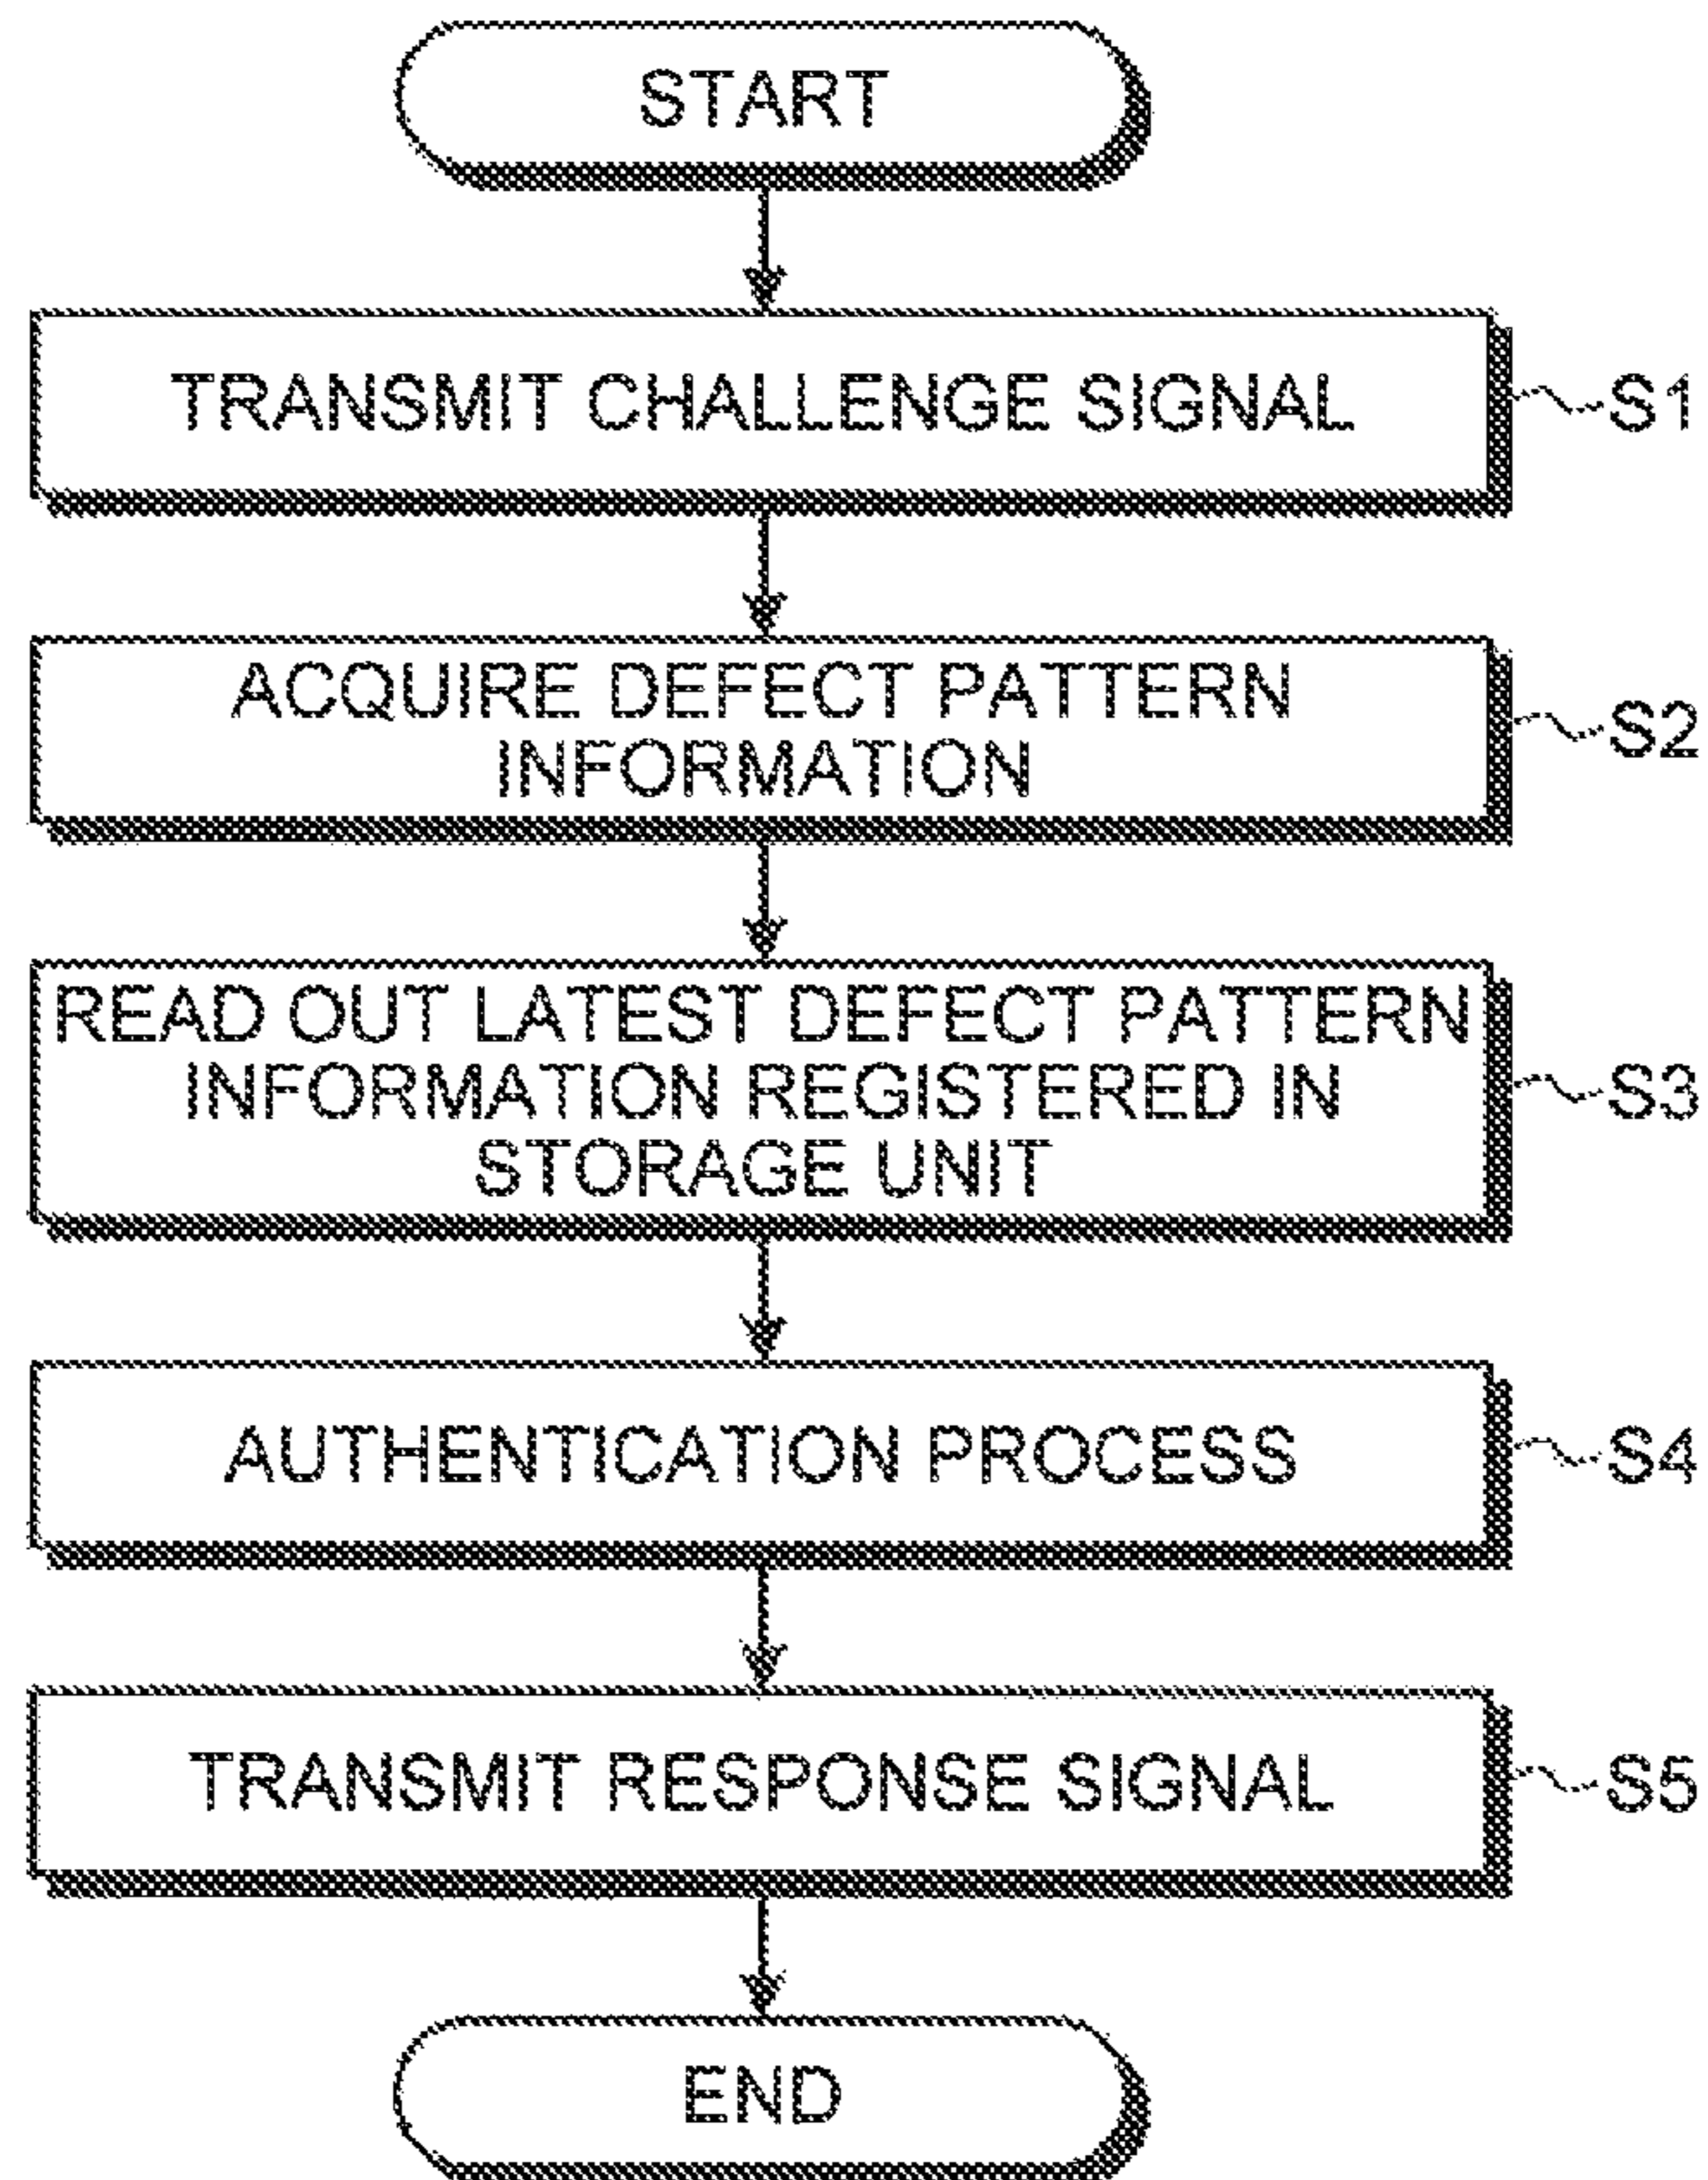 START
TRANSMIT CHALLENGE SIGNAL
S1
ACQUIRE DEFECT PATTERN
INFORMATION
S2
READ OUT LATEST DEFECT PATTERN
INFORMATION REGISTERED IN
STORAGE UNIT
S3
AUTHENTICATION PROCESS
S4
TRANSMIT RESPONSE SIGNAL
S5
END